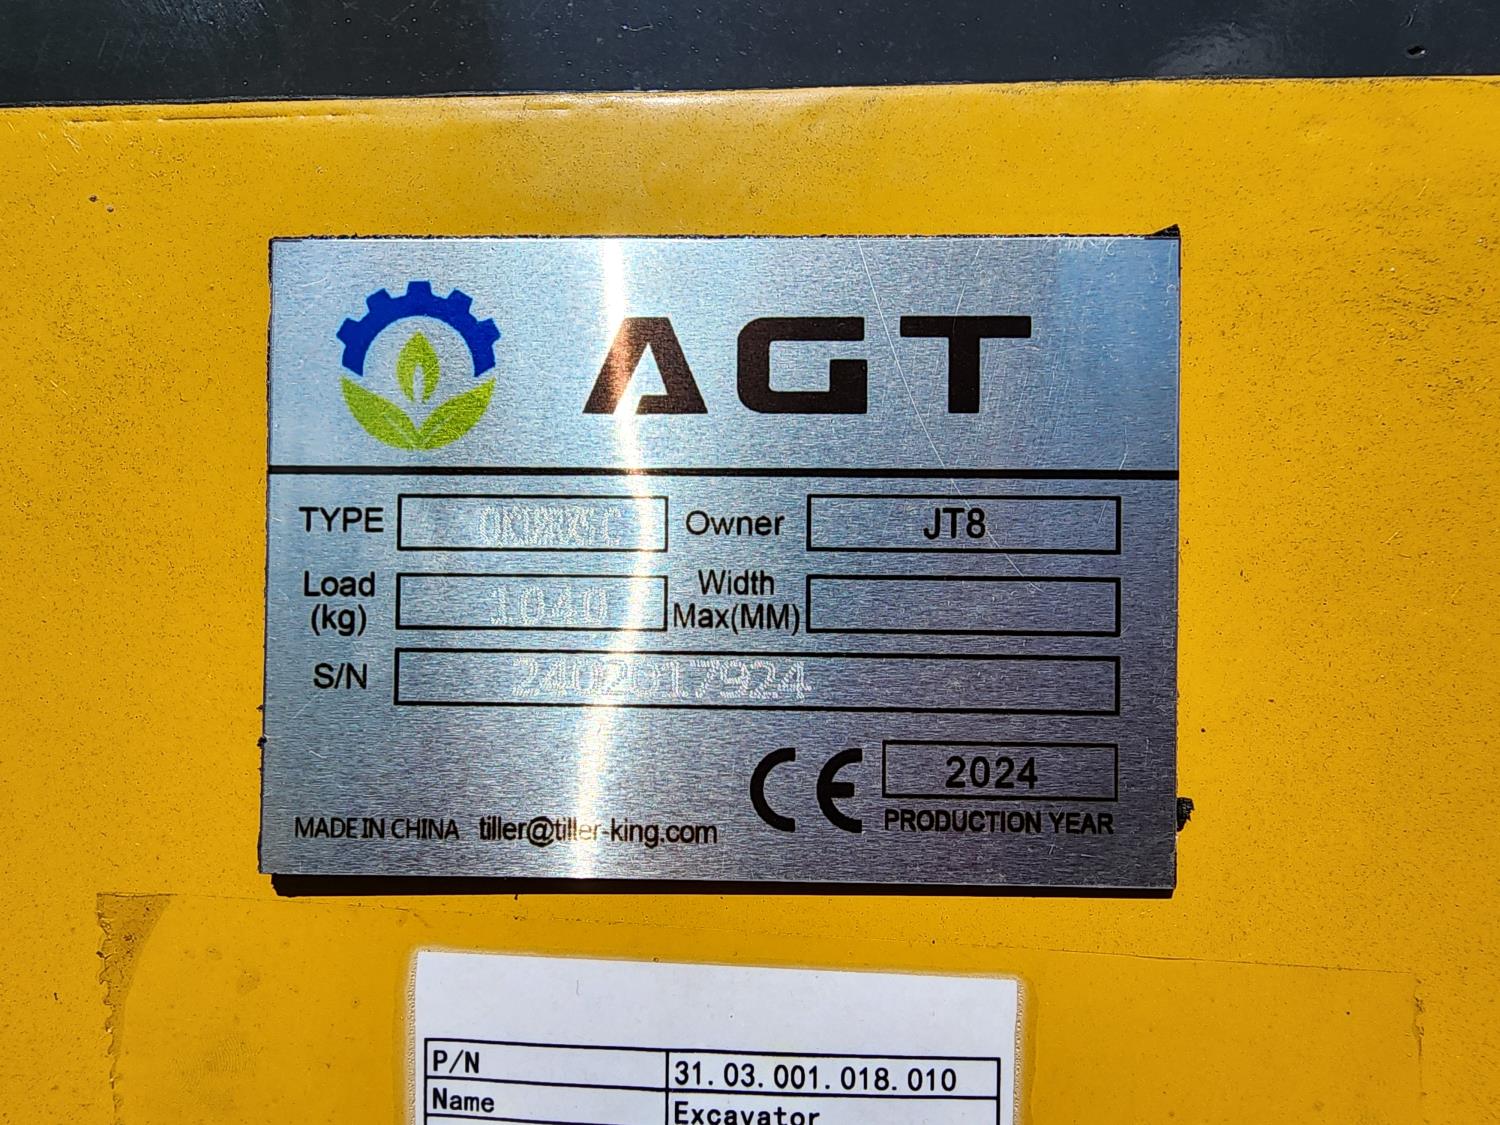 AGT
TYPE Owner JT8
Load (kg) 1040 Width Max(MM)
S/N 2402017924
CE 2024
PRODUCTION YEAR
MADE IN CHINA tiller@tiller-king.com
P/N 31.03.001.018.010
Name Excavator